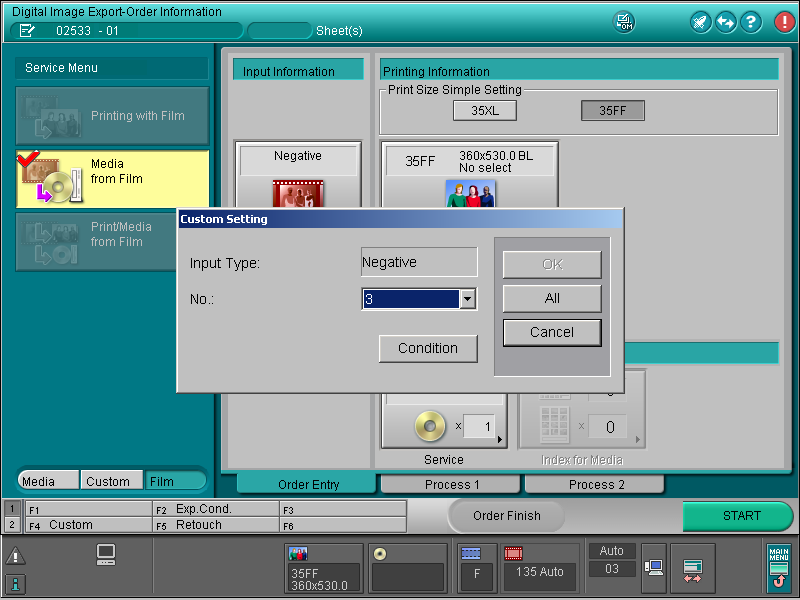 Digital Image Export-Order Information
02533 - 01
Sheet(s)
OM
?
!
Service Menu
Printing with Film
Media
from Film
Print/Media
from Film
Input Information
Printing Information
Print Size Simple Setting
35XL
35FF
Negative
35FF
360x530.0 BL
No select
Custom Setting
Input Type:
Negative
No.:
3
Condition
OK
All
Cancel
x
1
Service
x
0
Index for Media
Media
Custom
Film
Order Entry
Process 1
Process 2
1
2
F1
F2 Exp.Cond.
F3
F4 Custom
F5 Retouch
F6
Order Finish
START
35FF
360x530.0
F
135 Auto
Auto
03
MAIN
MENU